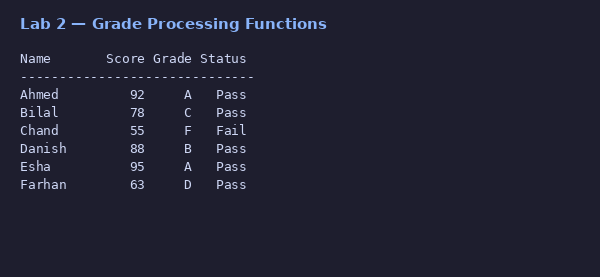 Lab 2 — Grade Processing Functions
Name       Score Grade Status
------------------------------
Ahmed         92     A   Pass
Bilal         78     C   Pass
Chand         55     F   Fail
Danish        88     B   Pass
Esha          95     A   Pass
Farhan        63     D   Pass